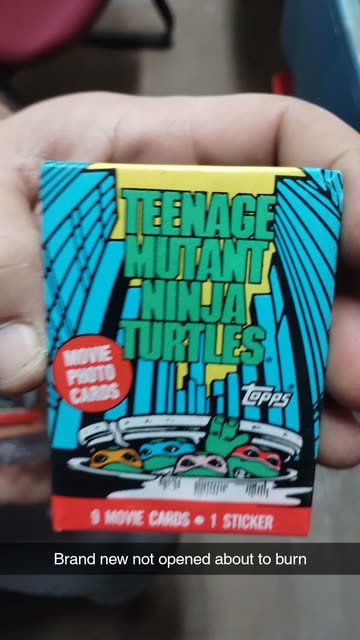 TEENAGE
MUTANT
NINJA
TURTLES
MOVIE
PHOTO
CARDS
TOPPS
9 MOVIE CARDS • 1 STICKER
Brand new not opened about to burn